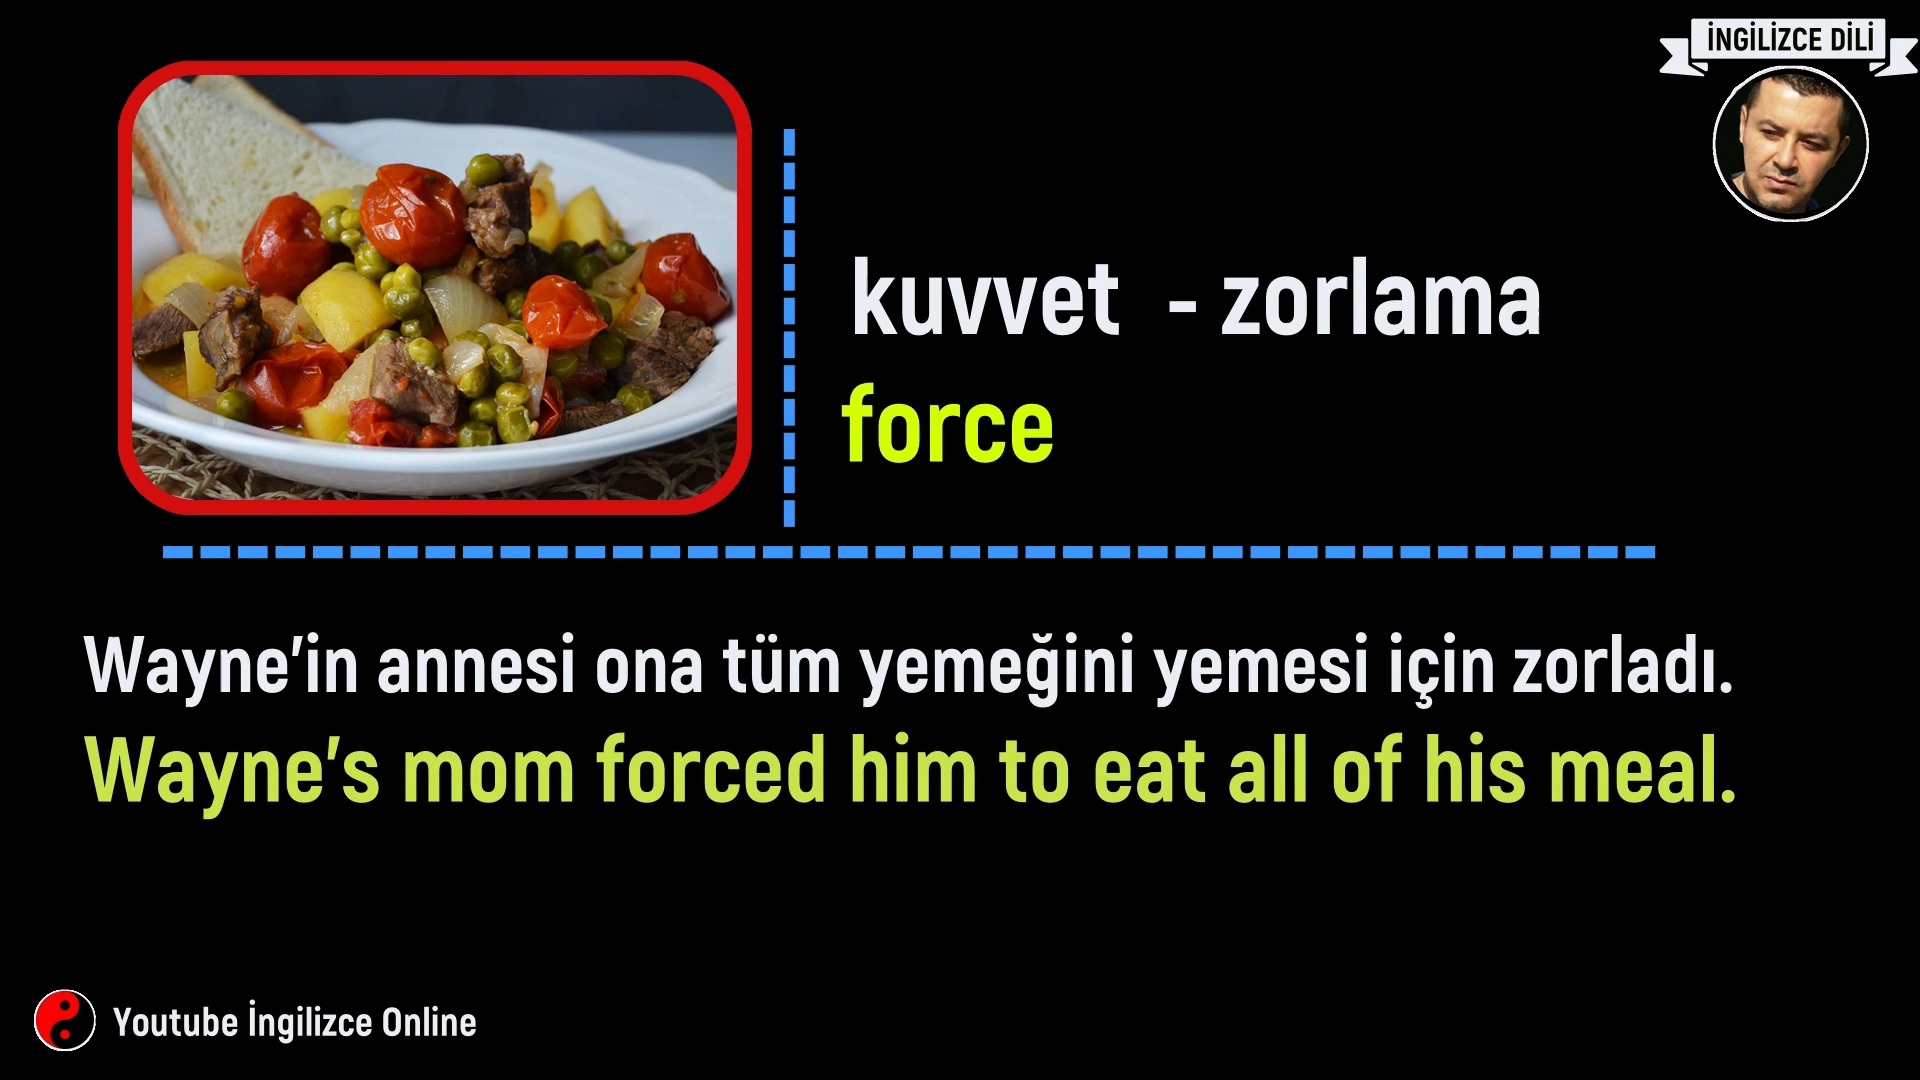 İNGİLİZCE DİLİ
kuvvet - zorlama
force
Wayne'in annesi ona tüm yemeğini yemesi için zorladı.
Wayne's mom forced him to eat all of his meal.
Youtube İngilizce Online